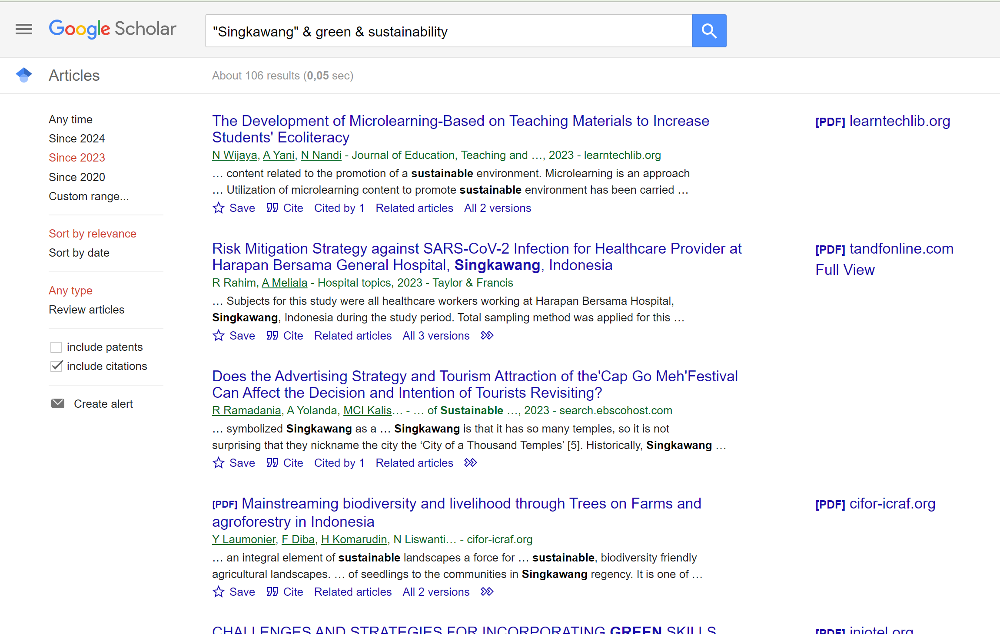 Google Scholar
"Singkawang" & green & sustainability
Articles
About 106 results (0,05 sec)
Any time
Since 2024
Since 2023
Since 2020
Custom range...
Sort by relevance
Sort by date
Any type
Review articles
include patents
include citations
Create alert
The Development of Microlearning-Based on Teaching Materials to Increase
Students' Ecoliteracy
N Wijaya, A Yani, N Nandi - Journal of Education, Teaching and …, 2023 - learntechlib.org
… content related to the promotion of a sustainable environment. Microlearning is an approach
… Utilization of microlearning content to promote sustainable environment has been carried …
Save Cite Cited by 1 Related articles All 2 versions
[PDF] learntechlib.org
Risk Mitigation Strategy against SARS-CoV-2 Infection for Healthcare Provider at
Harapan Bersama General Hospital, Singkawang, Indonesia
R Rahim, A Meliala - Hospital topics, 2023 - Taylor & Francis
… Subjects for this study were all healthcare workers working at Harapan Bersama Hospital,
Singkawang, Indonesia during the study period. Total sampling method was applied for this …
Save Cite Related articles All 3 versions
[PDF] tandfonline.com
Full View
Does the Advertising Strategy and Tourism Attraction of the'Cap Go Meh'Festival
Can Affect the Decision and Intention of Tourists Revisiting?
R Ramadania, A Yolanda, MCI Kalis… - … of Sustainable …, 2023 - search.ebscohost.com
… symbolized Singkawang as a … Singkawang is that it has so many temples, so it is not
surprising that they nickname the city the ‘City of a Thousand Temples’ [5]. Historically, Singkawang …
Save Cite Cited by 1 Related articles
[PDF] Mainstreaming biodiversity and livelihood through Trees on Farms and
agroforestry in Indonesia
Y Laumonier, F Diba, H Komarudin, N Liswanti… - cifor-icraf.org
… an integral element of sustainable landscapes a force for … sustainable, biodiversity friendly
agricultural landscapes. … of seedlings to the communities in Singkawang regency. It is one of …
Save Cite Related articles All 2 versions
[PDF] cifor-icraf.org
CHALLENGES AND STRATEGIES FOR INCORPORATING GREEN SKILLS
[PDF] injotel.org